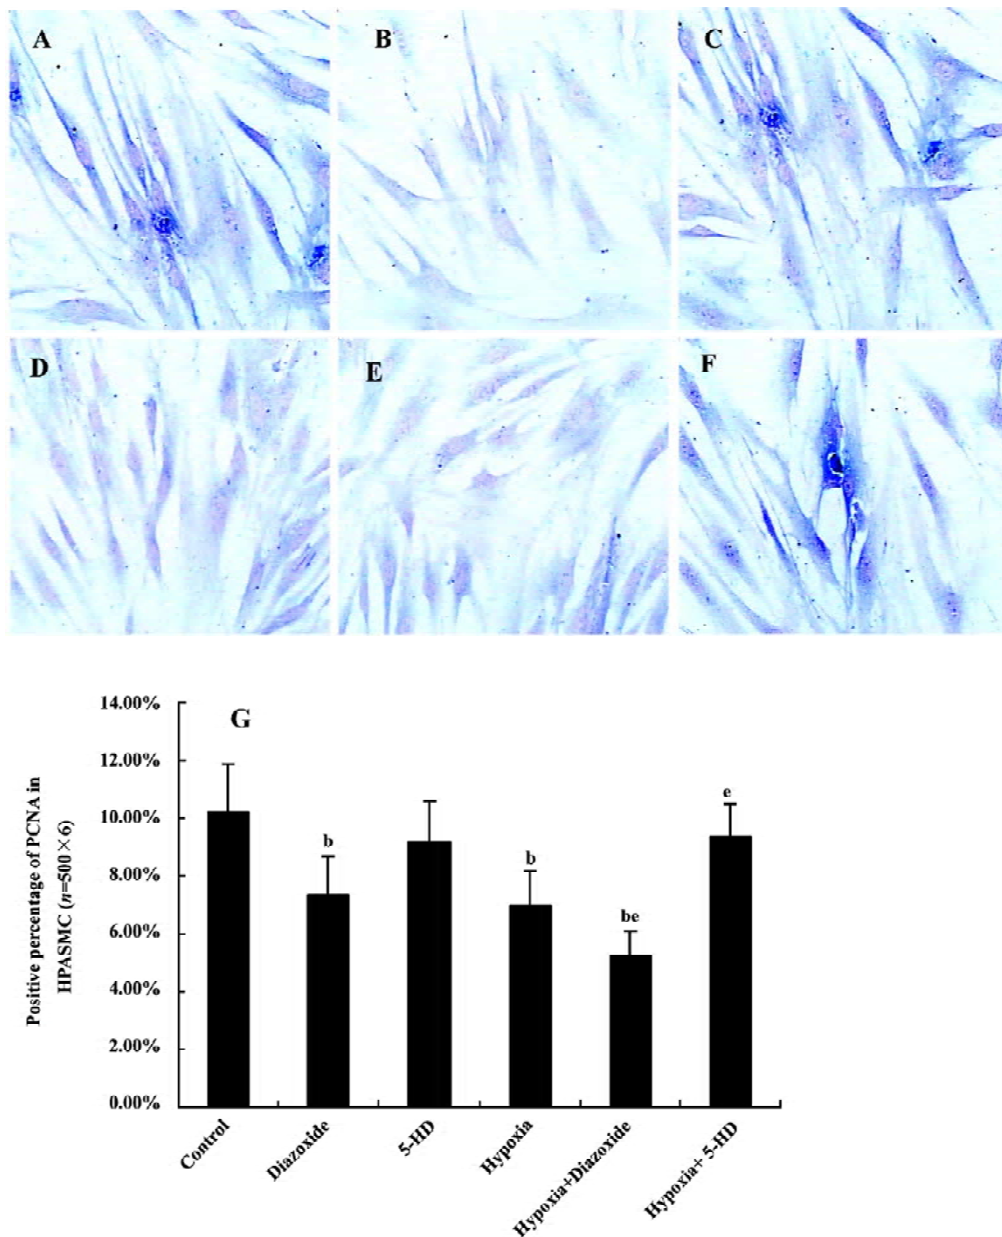 A
B
C
D
E
F
G
14.00%
12.00%
10.00%
8.00%
6.00%
4.00%
2.00%
0.00%
Positive percentage of PCNA in
HPASMC (n=500×6)
b
b
be
e
Control
Diazoxide
5-HD
Hypoxia
Hypoxia+Diazoxide
Hypoxia+ 5-HD